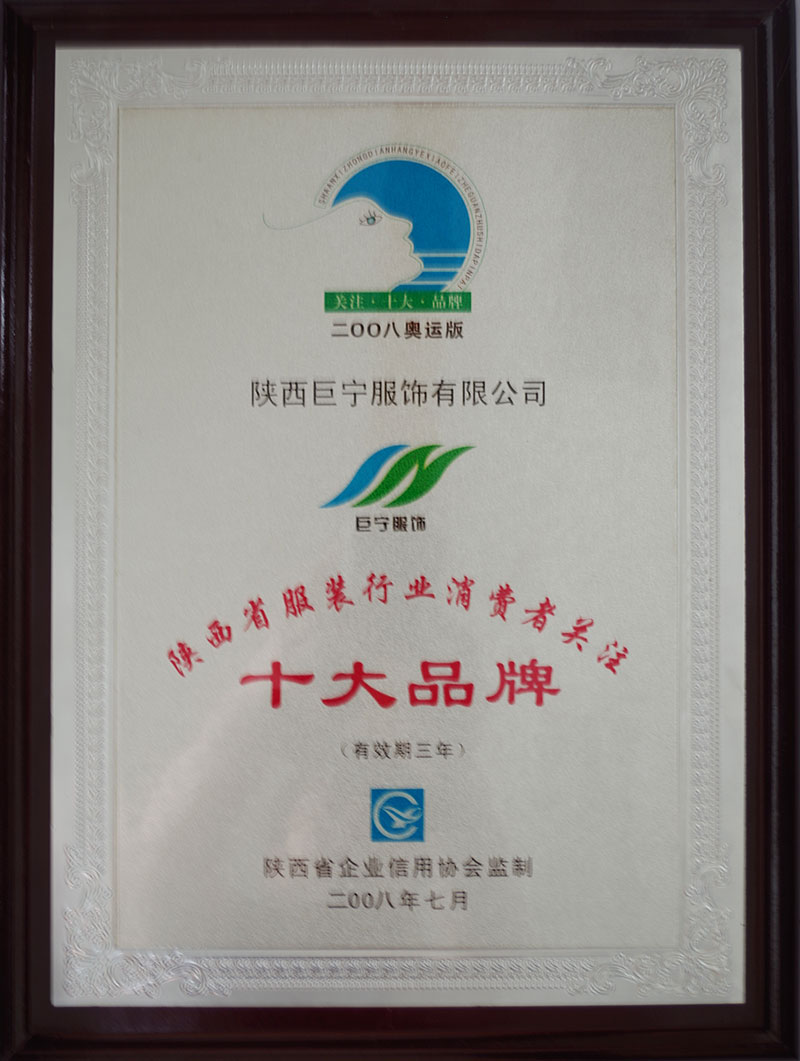 SHAANXIZHONGDIANHANGYEXIAOFEIZHEGUANZHUSHIDAPINPAI
关注·十大·品牌
二OO八奥运版
陕西巨宁服饰有限公司
巨宁服饰
陕西省服装行业消费者关注
十大品牌
（有效期三年）
陕西省企业信用协会监制
二00八年七月